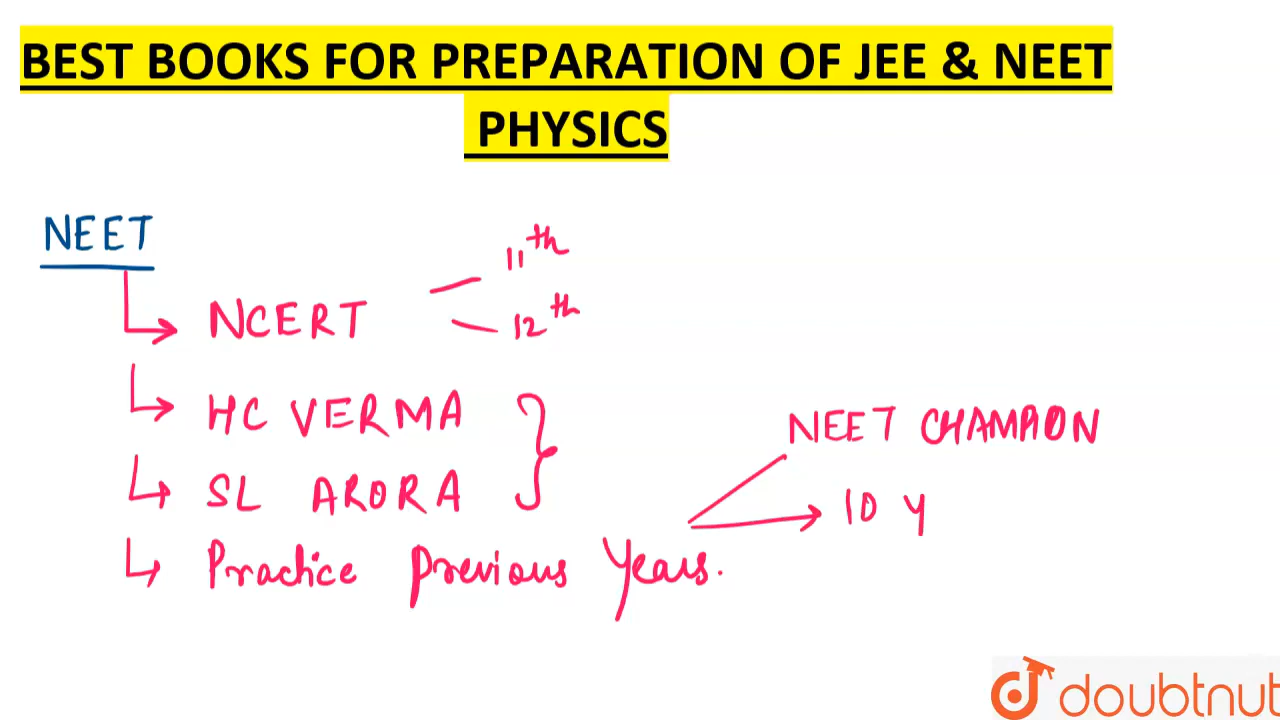 BEST BOOKS FOR PREPARATION OF JEE & NEET
PHYSICS
NEET
NCERT
11th
12th
HC VERMA
SL ARORA
Practice previous Years.
NEET CHAMPION
10 y
doubtnut